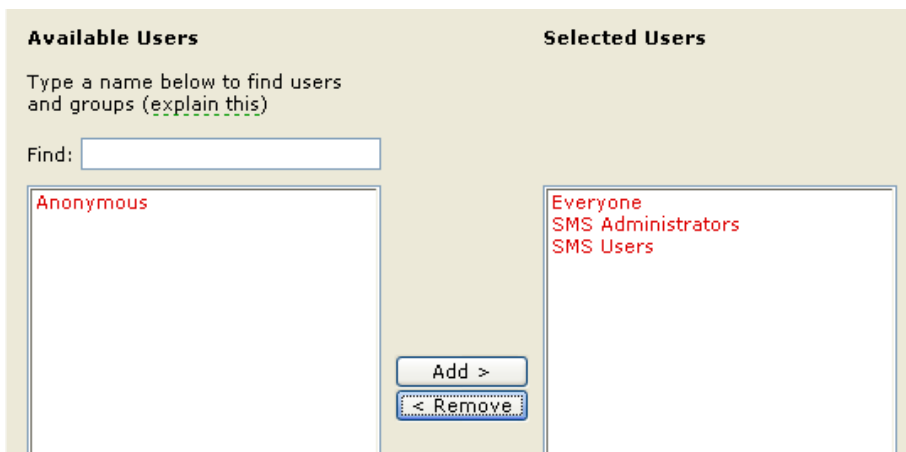 Available Users
Type a name below to find users
and groups (explain this)
Find:
Anonymous
Add >
< Remove
Selected Users
Everyone
SMS Administrators
SMS Users